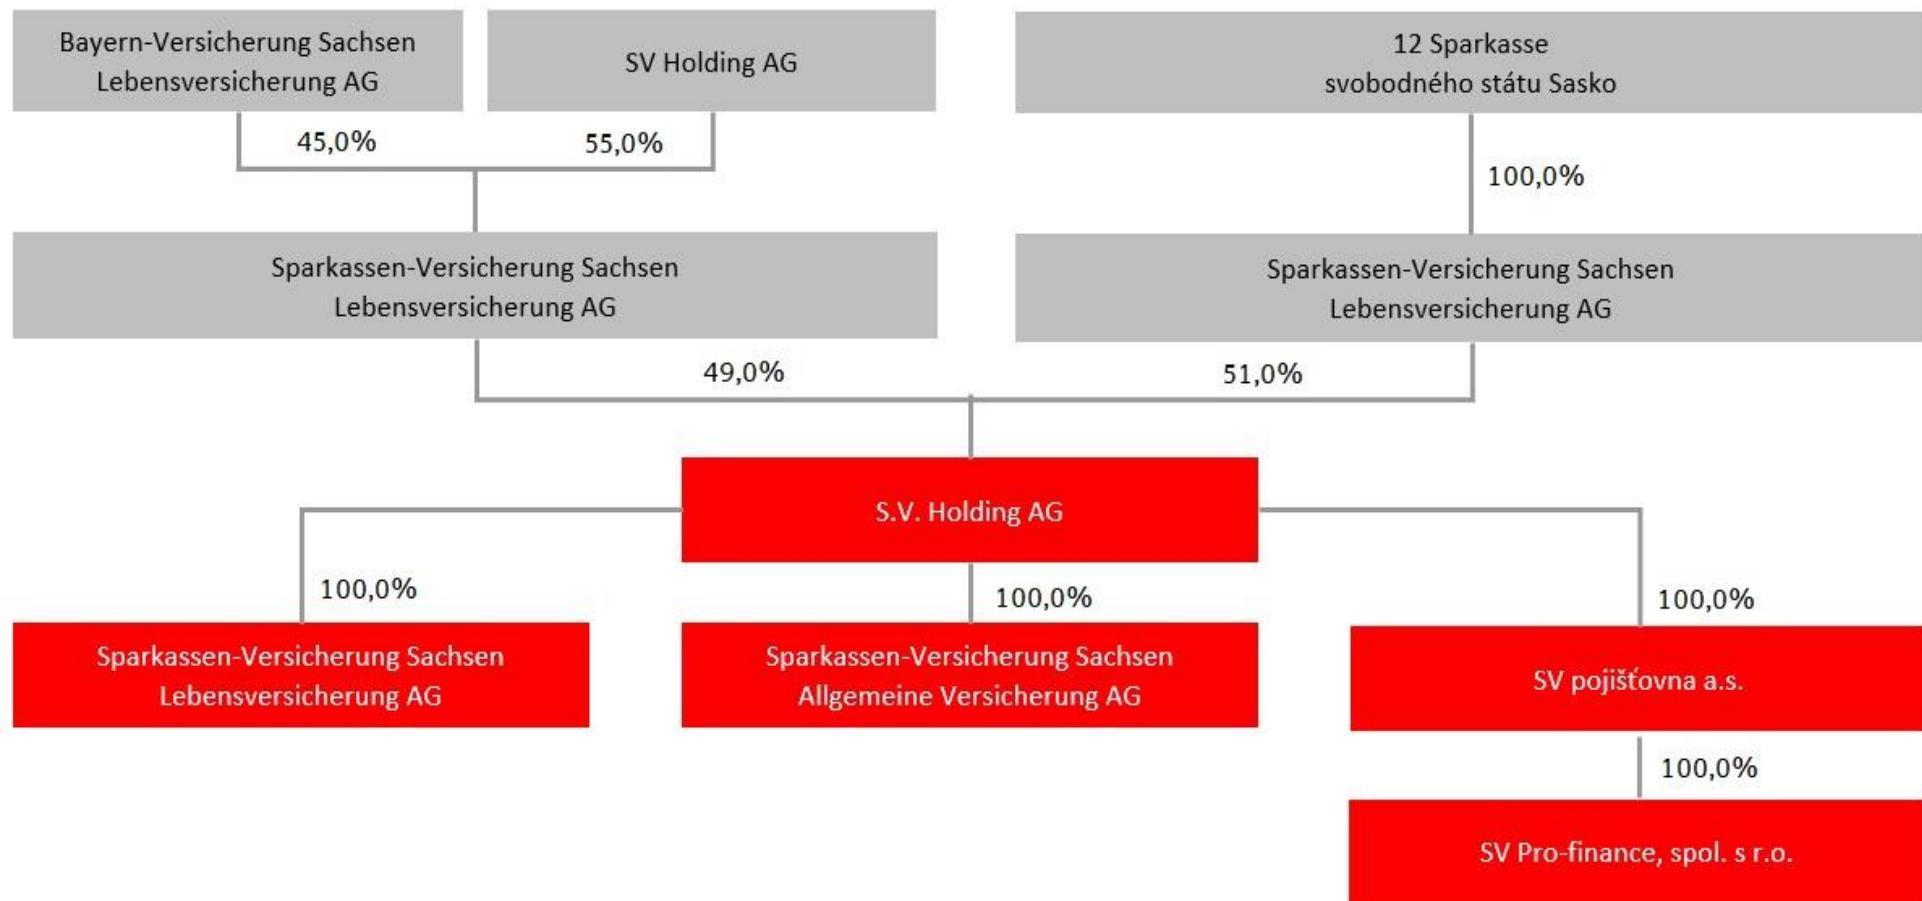 Bayern-Versicherung Sachsen
Lebensversicherung AG
SV Holding AG
12 Sparkasse
svobodného státu Sasko
45,0%
55,0%
100,0%
Sparkassen-Versicherung Sachsen
Lebensversicherung AG
Sparkassen-Versicherung Sachsen
Lebensversicherung AG
49,0%
51,0%
S.V. Holding AG
100,0%
100,0%
100,0%
Sparkassen-Versicherung Sachsen
Lebensversicherung AG
Sparkassen-Versicherung Sachsen
Allgemeine Versicherung AG
SV pojišťovna a.s.
100,0%
SV Pro-finance, spol. s r.o.